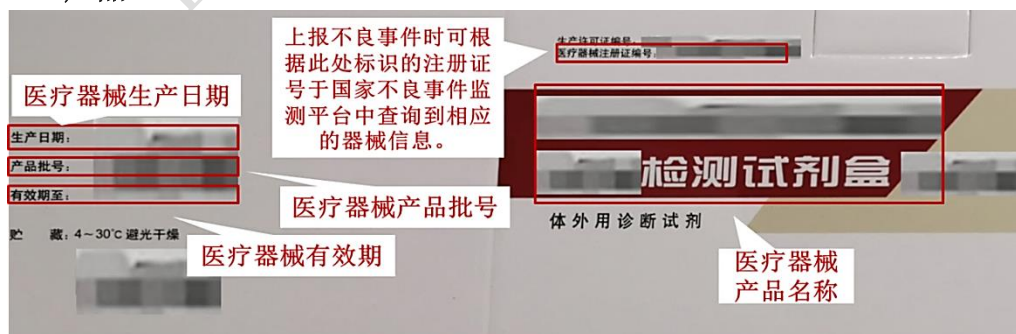 医疗器械生产日期
生产日期：
产品批号：
有效期至：
贮 藏：4～30℃ 避光干燥
医疗器械产品批号
医疗器械有效期
上报不良事件时可根
据此处标识的注册证
号于国家不良事件监
测平台中查询到相应
的器械信息。
生产许可证编号：
医疗器械注册证编号：
检测试剂盒
体外用诊断试剂
医疗器械
产品名称